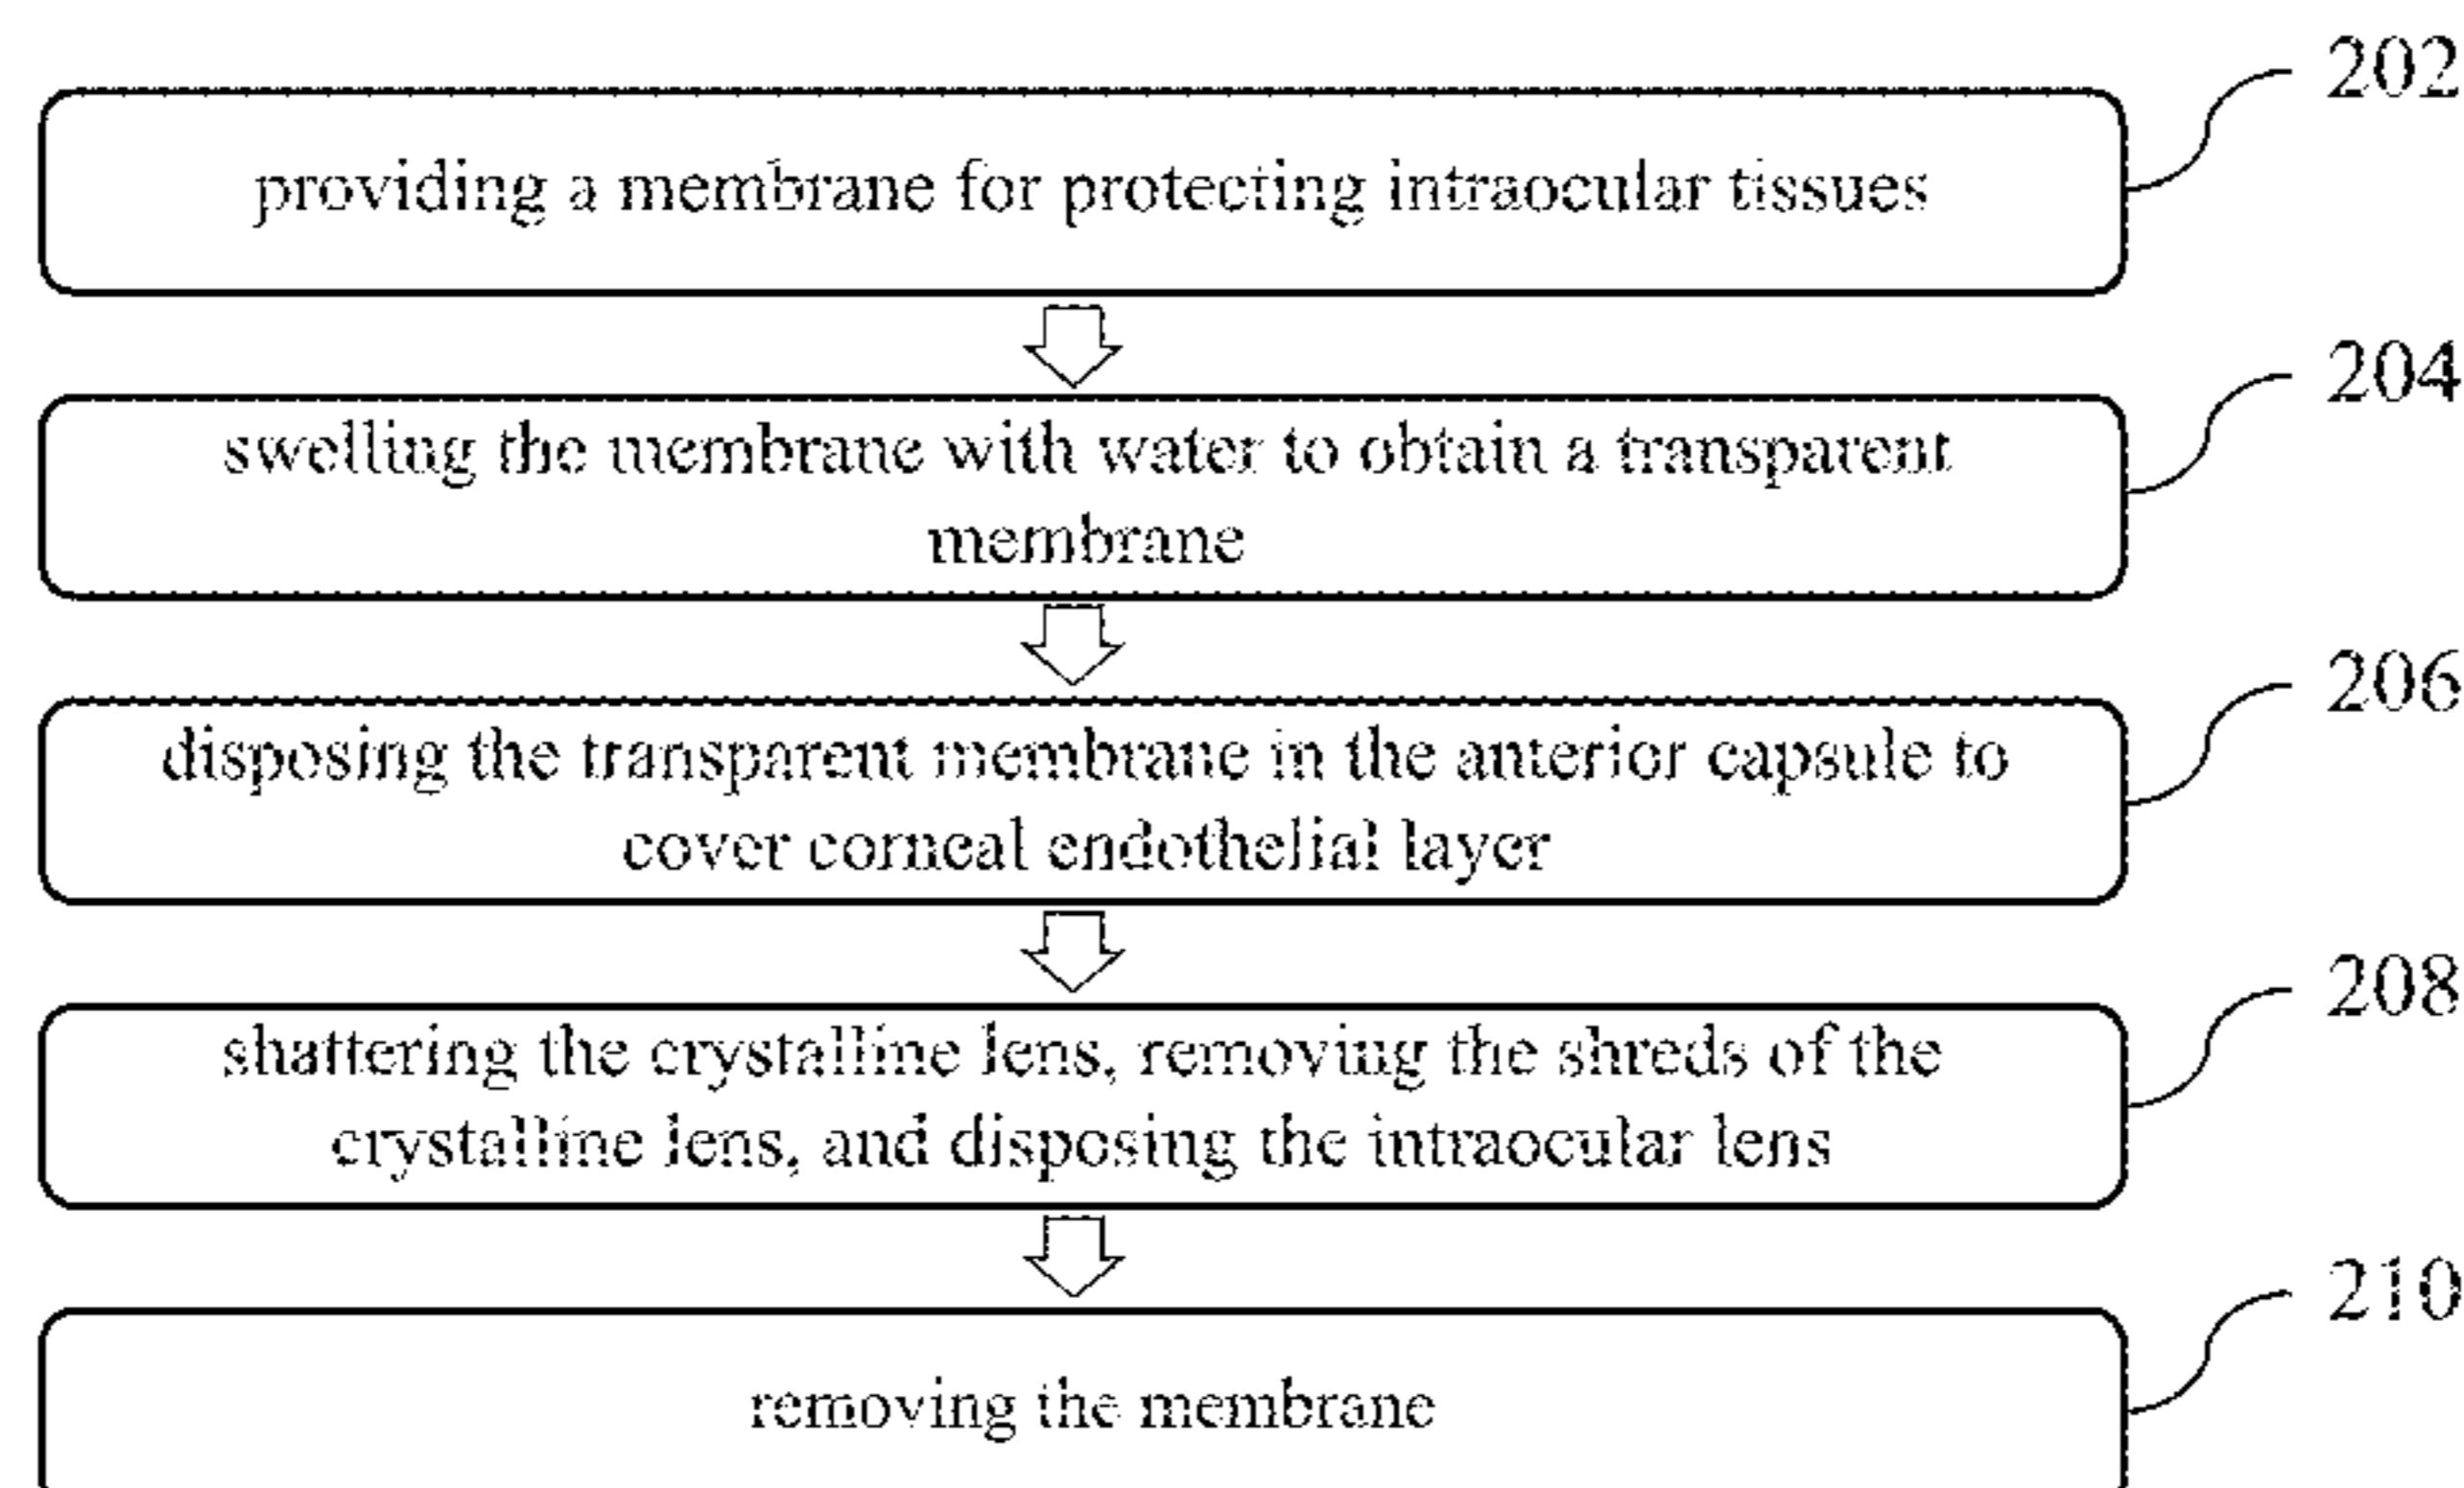 202
providing a membrane for protecting intraocular tissues
204
swelling the membrane with water to obtain a transparent
membrane
206
disposing the transparent membrane in the anterior capsule to
cover corneal endothelial layer
208
shattering the crystalline lens, removing the shreds of the
crystalline lens, and disposing the intraocular lens
210
removing the membrane